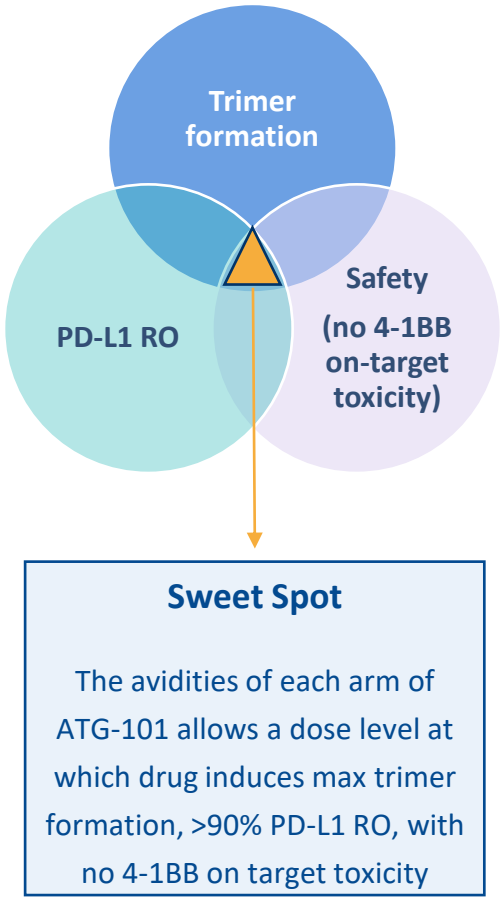 Trimer
formation
PD-L1 RO
Safety
(no 4-1BB
on-target
toxicity)
Sweet Spot
The avidities of each arm of
ATG-101 allows a dose level at
which drug induces max trimer
formation, >90% PD-L1 RO, with
no 4-1BB on target toxicity